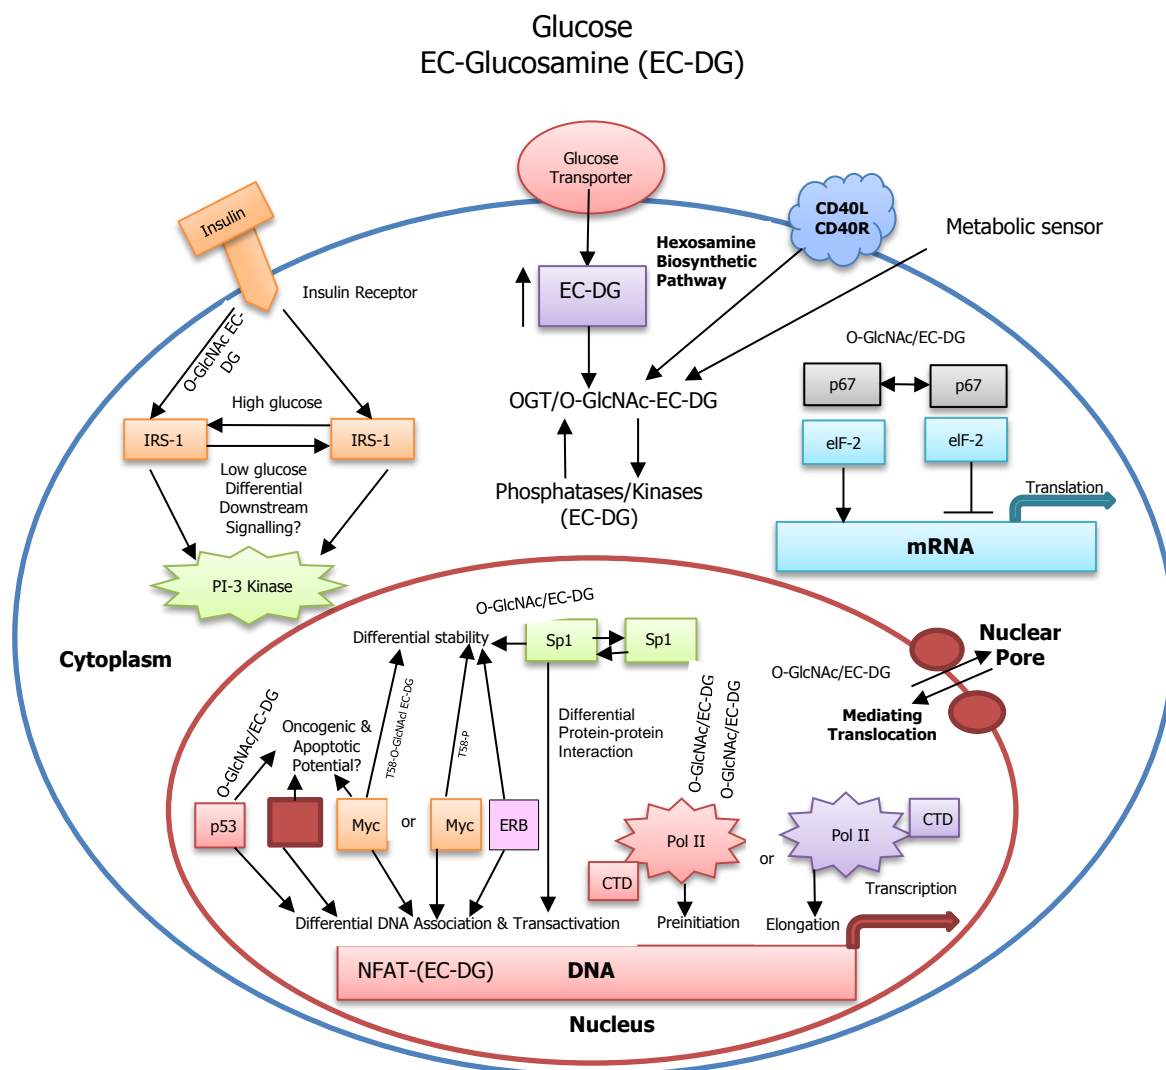 Glucose
EC-Glucosamine (EC-DG)
Glucose
Transporter
CD40L
CD40R
Metabolic sensor
Insulin
Insulin Receptor
Hexosamine
Biosynthetic
Pathway
EC-DG
O-GlcNAc EC-
DG
High glucose
IRS-1
IRS-1
Low glucose
Differential
Downstream
Signalling?
PI-3 Kinase
OGT/O-GlcNAc-EC-DG
Phosphatases/Kinases
(EC-DG)
O-GlcNAc/EC-DG
p67
p67
eIF-2
eIF-2
Translation
mRNA
Cytoplasm
O-GlcNAc/EC-DG
Differential stability
Sp1
Sp1
Nuclear
Pore
O-GlcNAc/EC-DG
Mediating
Translocation
O-GlcNAc/EC-DG
Oncogenic &
Apoptotic
Potential?
T58-O-GlcNAcl EC-DG
T58-P
Differential
Protein-protein
Interaction
O-GlcNAc/EC-DG
O-GlcNAc/EC-DG
p53
Myc
or
Myc
ERB
Pol II
CTD
or
Pol II
CTD
Transcription
Differential DNA Association & Transactivation
Preinitiation
Elongation
NFAT-(EC-DG)
DNA
Nucleus